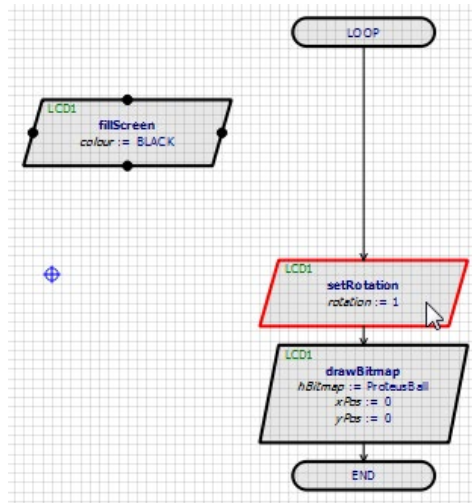 LOOP
LCD1
fillScreen
colour := BLACK
LCD1
setRotation
rotation := 1
LCD1
drawBitmap
hBitmap := ProteusBall
xPos := 0
yPos := 0
END